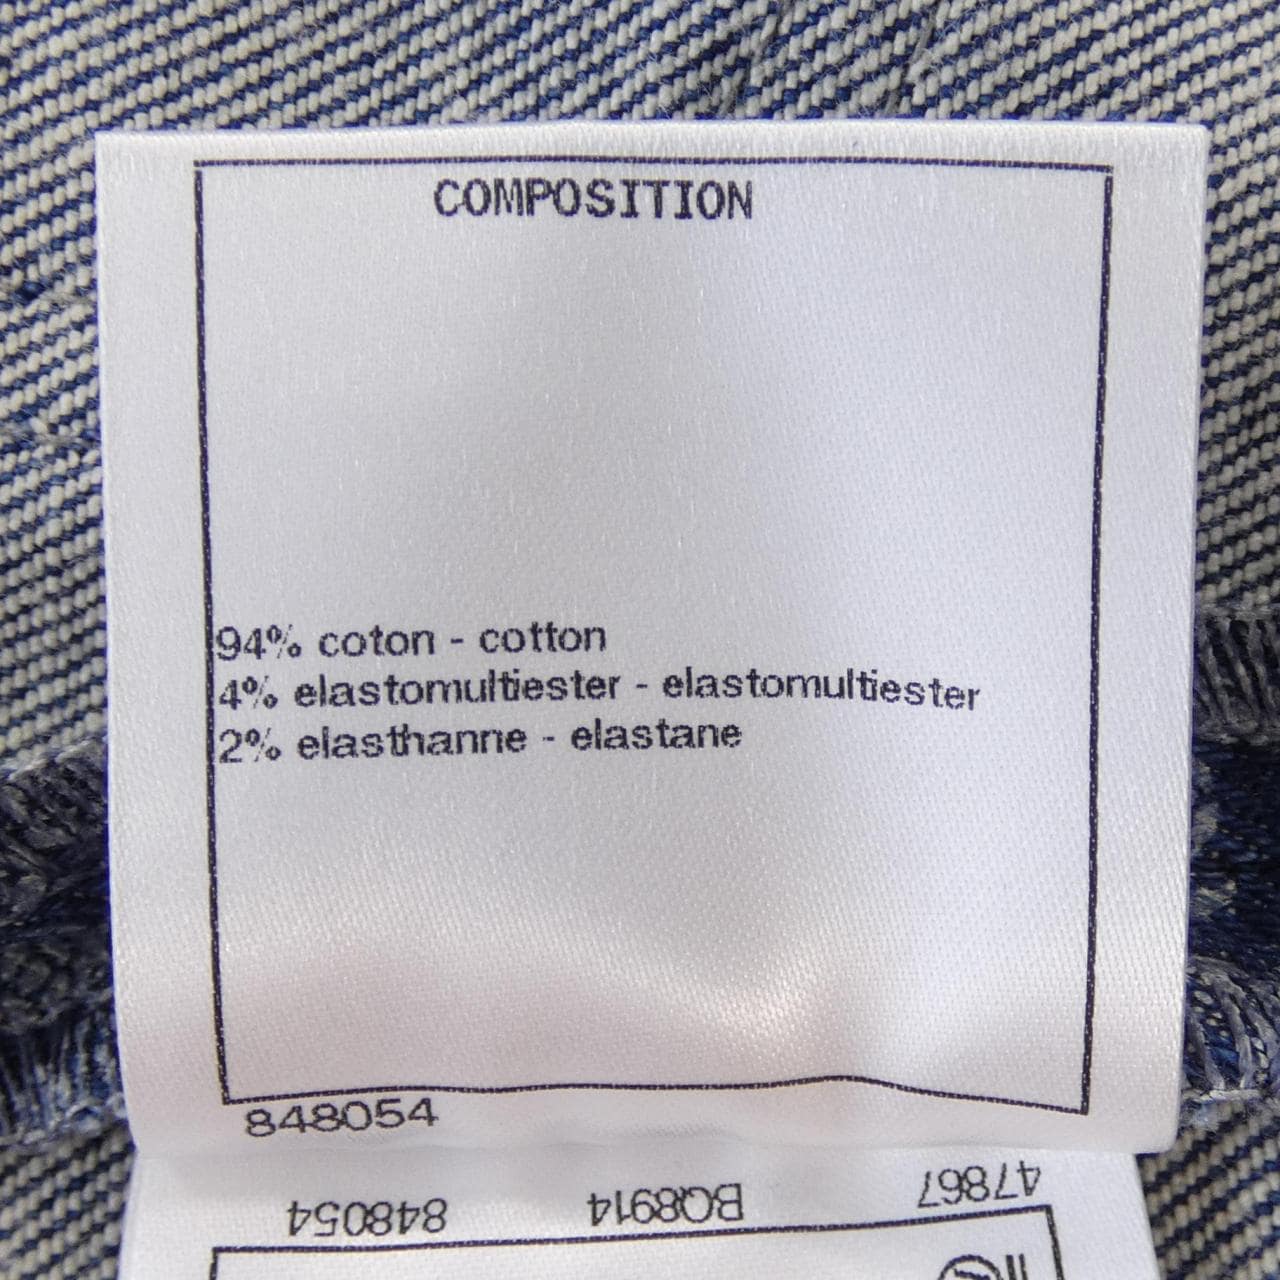 COMPOSITION
94% coton - cotton
4% elastomultiester - elastomultiester
2% elasthanne - elastane
848054
47867 BQ8914 848054